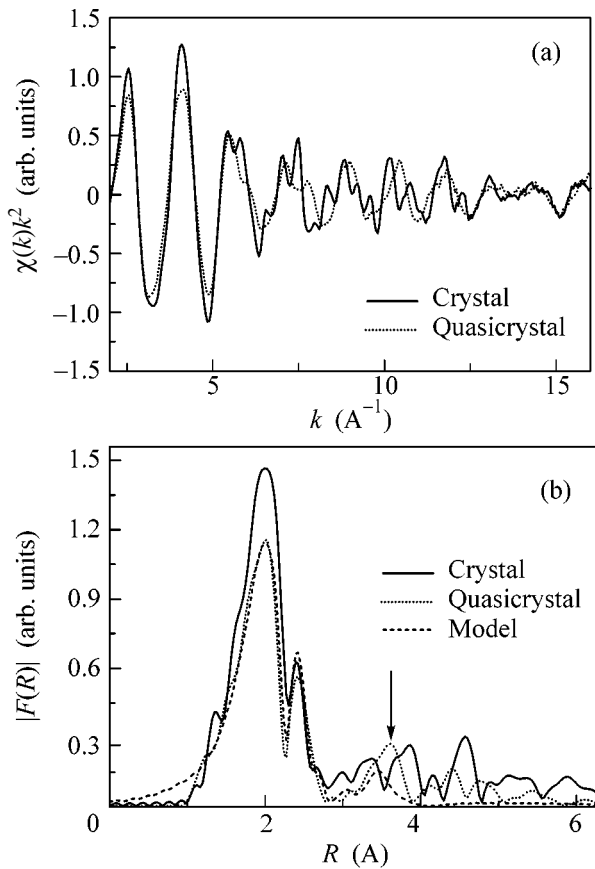 (a)
1.5
1.0
0.5
0
–0.5
–1.0
–1.5
χ(k)k² (arb. units)
Crystal
Quasicrystal
5
10
15
k (A⁻¹)
(b)
1.5
1.2
0.9
0.6
0.3
0
|F(R)| (arb. units)
Crystal
Quasicrystal
Model
2
4
6
R (A)